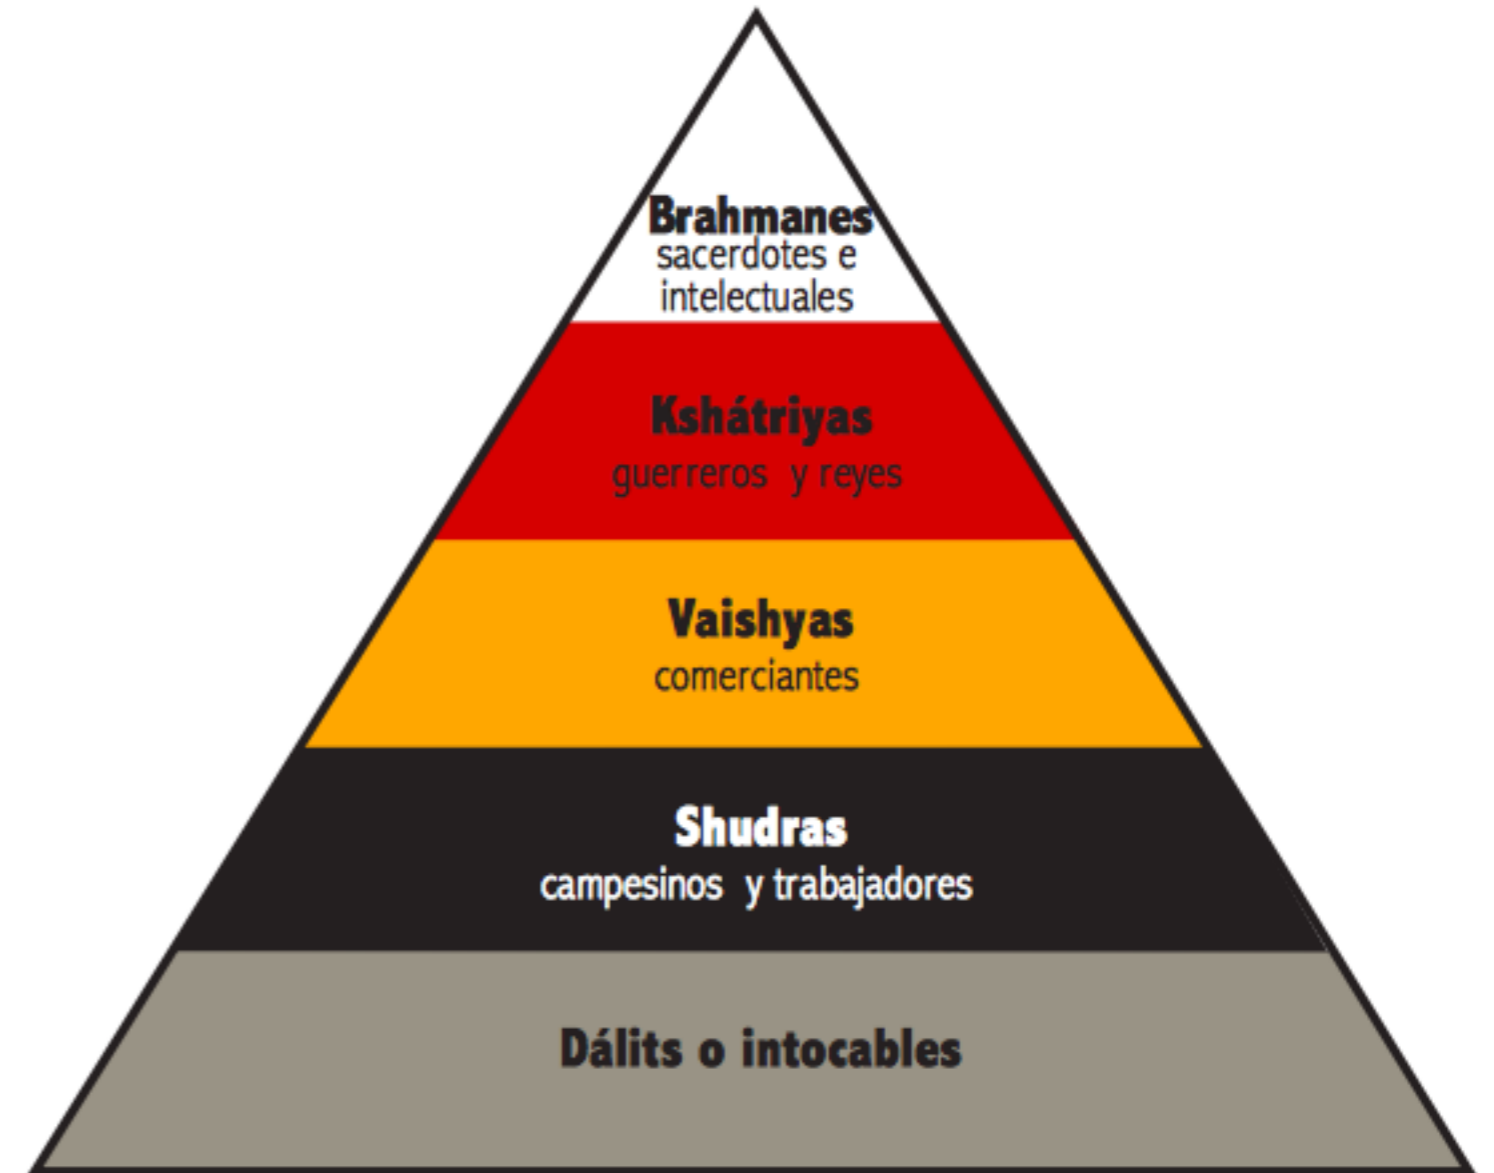 Brahmanes
sacerdotes e
intelectuales
Kshátriyas
guerreros y reyes
Vaishyas
comerciantes
Shudras
campesinos y trabajadores
Dálits o intocables